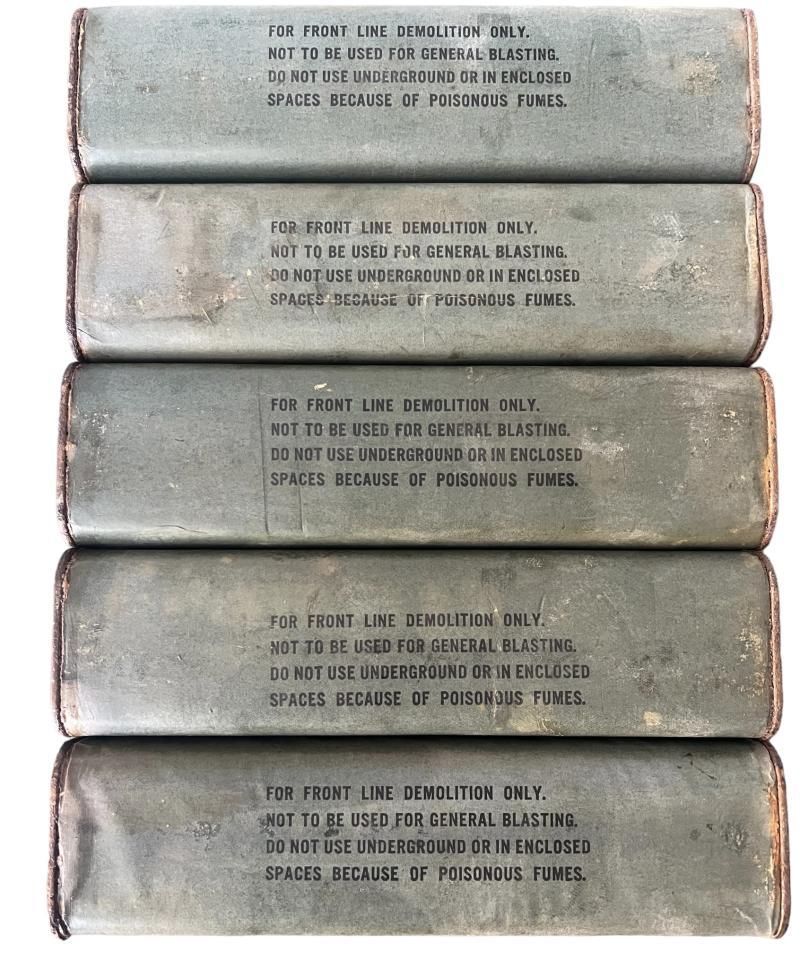 FOR FRONT LINE DEMOLITION ONLY.
NOT TO BE USED FOR GENERAL BLASTING.
DO NOT USE UNDERGROUND OR IN ENCLOSED
SPACES BECAUSE OF POISONOUS FUMES.
FOR FRONT LINE DEMOLITION ONLY.
NOT TO BE USED FOR GENERAL BLASTING.
DO NOT USE UNDERGROUND OR IN ENCLOSED
SPACES BECAUSE OF POISONOUS FUMES.
FOR FRONT LINE DEMOLITION ONLY.
NOT TO BE USED FOR GENERAL BLASTING.
DO NOT USE UNDERGROUND OR IN ENCLOSED
SPACES BECAUSE OF POISONOUS FUMES.
FOR FRONT LINE DEMOLITION ONLY.
NOT TO BE USED FOR GENERAL BLASTING.
DO NOT USE UNDERGROUND OR IN ENCLOSED
SPACES BECAUSE OF POISONOUS FUMES.
FOR FRONT LINE DEMOLITION ONLY.
NOT TO BE USED FOR GENERAL BLASTING.
DO NOT USE UNDERGROUND OR IN ENCLOSED
SPACES BECAUSE OF POISONOUS FUMES.